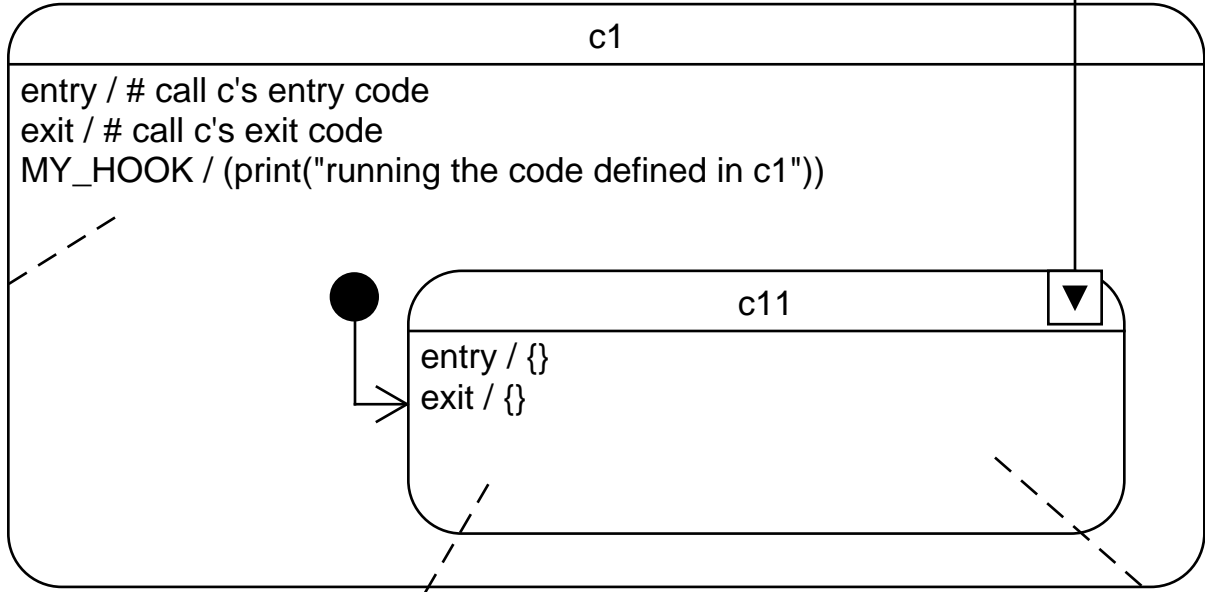 c1
entry / # call c's entry code
exit / # call c's exit code
MY_HOOK / (print("running the code defined in c1"))
c11
entry / {}
exit / {}